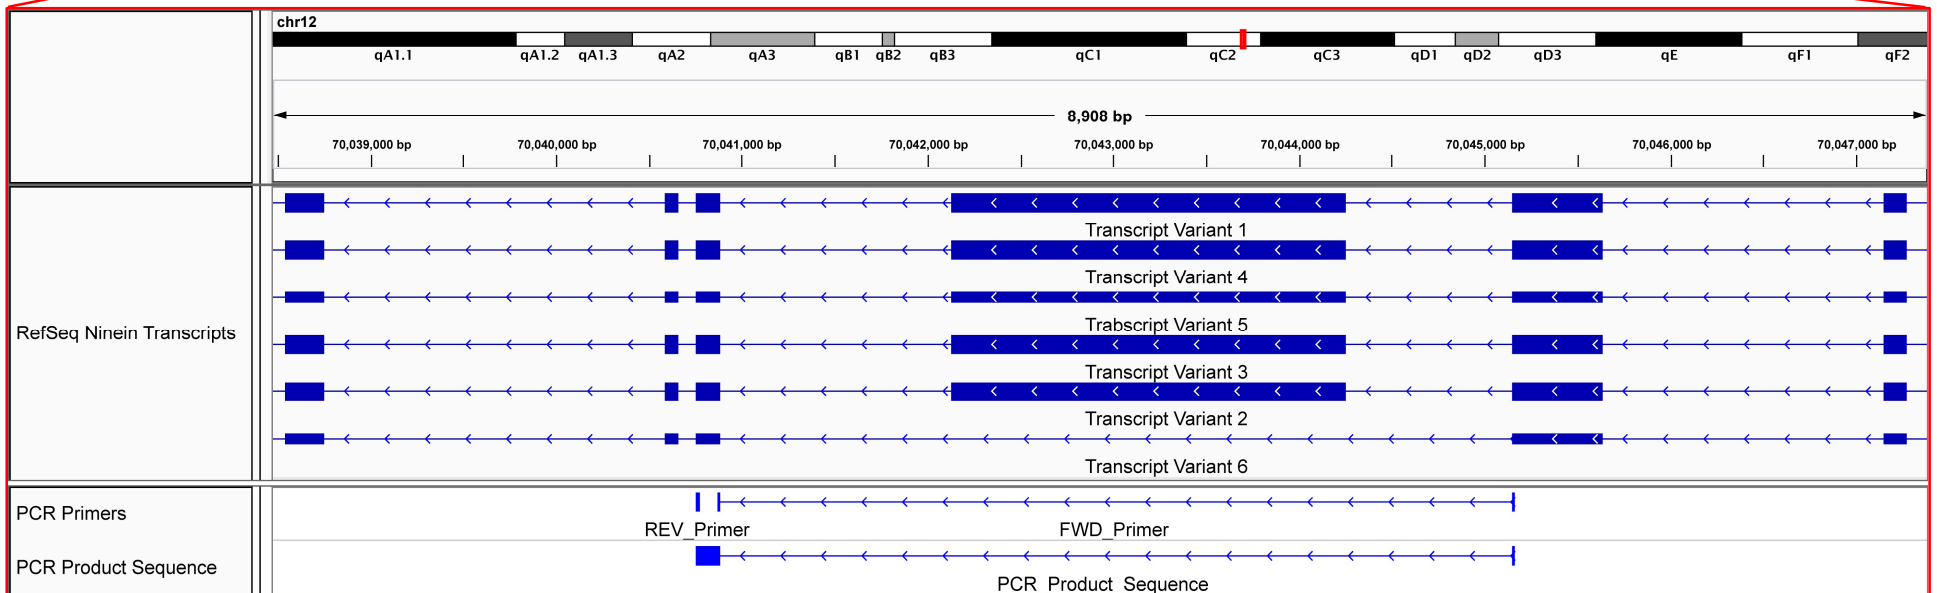 chr12
qA1.1 qA1.2 qA1.3 qA2 qA3 qB1 qB2 qB3 qC1 qC2 qC3 qD1 qD2 qD3 qE qF1 qF2
8,908 bp
70,039,000 bp 70,040,000 bp 70,041,000 bp 70,042,000 bp 70,043,000 bp 70,044,000 bp 70,045,000 bp 70,046,000 bp 70,047,000 bp
Transcript Variant 1
Transcript Variant 4
Trabscript Variant 5
RefSeq Ninein Transcripts
Transcript Variant 3
Transcript Variant 2
Transcript Variant 6
PCR Primers
REV_Primer FWD_Primer
PCR Product Sequence
PCR_Product_Sequence